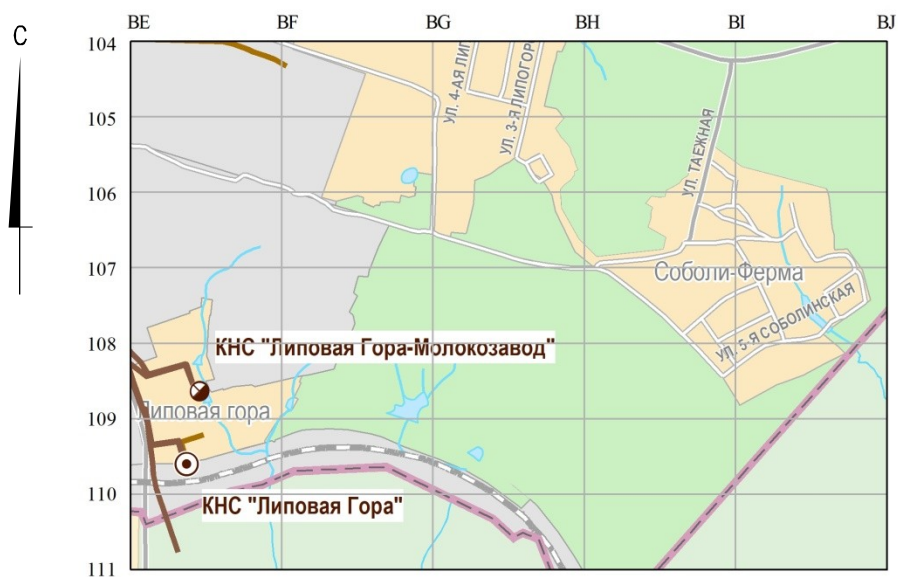 BE BF BG BH BI BJ
С
104
105
106
107
108
109
110
111
УЛ. 4-АЯ ЛИП
УЛ. 3-Я ЛИПОГОР
УЛ. ТАЕЖНАЯ
Соболи-Ферма
УЛ. 5-Я СОБОЛИНСКАЯ
КНС "Липовая Гора-Молокозавод"
Липовая гора
КНС "Липовая Гора"